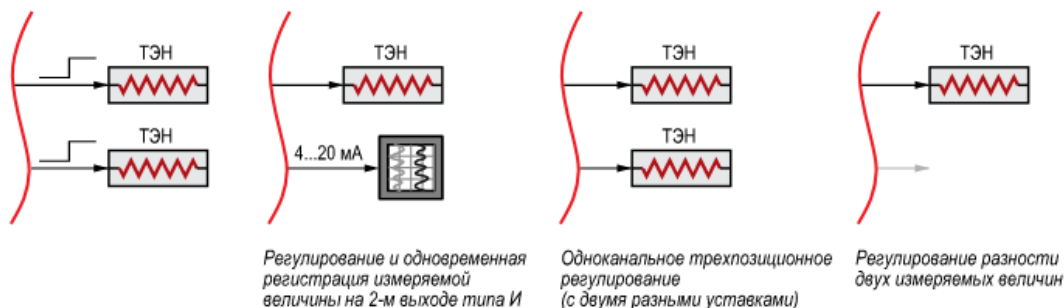 ТЭН
ТЭН
ТЭН
ТЭН
ТЭН
4...20 мА
ТЭН
Регулирование и одновременная
регистрация измеряемой
величины на 2-м выходе типа И
Одноканальное трехпозиционное
регулирование
(с двумя разными уставками)
Регулирование разности
двух измеряемых величин